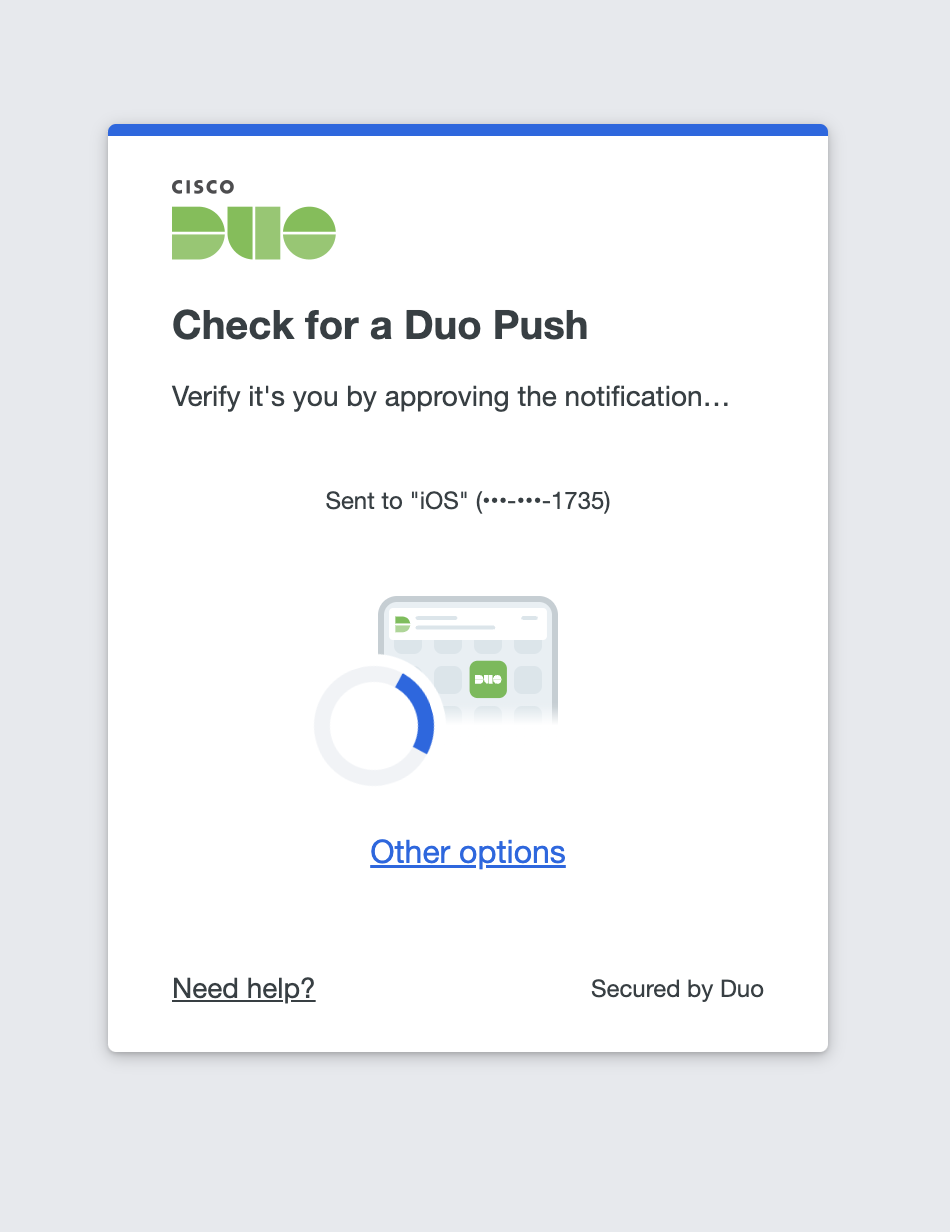 CISCO
DUO
Check for a Duo Push
Verify it's you by approving the notification…
Sent to "iOS" (•••-•••-1735)
DUO
Other options
Need help?
Secured by Duo